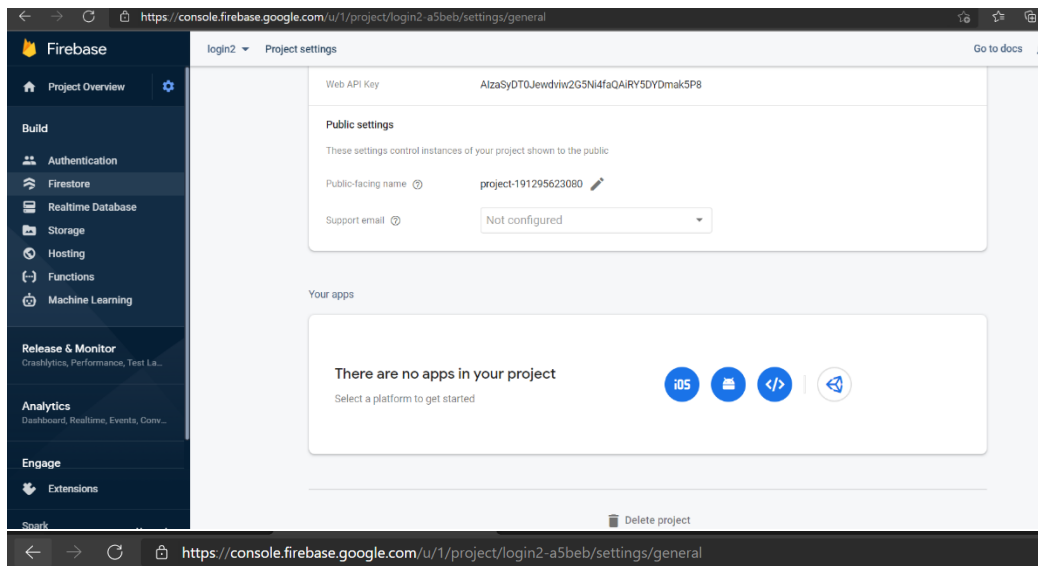 https://console.firebase.google.com/u/1/project/login2-a5beb/settings/general
Firebase
login2
Project settings
Go to docs
Project Overview
Web API Key
AIzaSyDT0Jewdviw2G5Ni4faQAiRY5DYDmak5P8
Build
Public settings
These settings control instances of your project shown to the public
Authentication
Firestore
Public-facing name
project-191295623080
Realtime Database
Storage
Support email
Not configured
Hosting
Functions
Machine Learning
Your apps
Release & Monitor
Crashlytics, Performance, Test La...
There are no apps in your project
Select a platform to get started
iOS
</>
Analytics
Dashboard, Realtime, Events, Conv...
Engage
Extensions
Spark
Delete project
https://console.firebase.google.com/u/1/project/login2-a5beb/settings/general